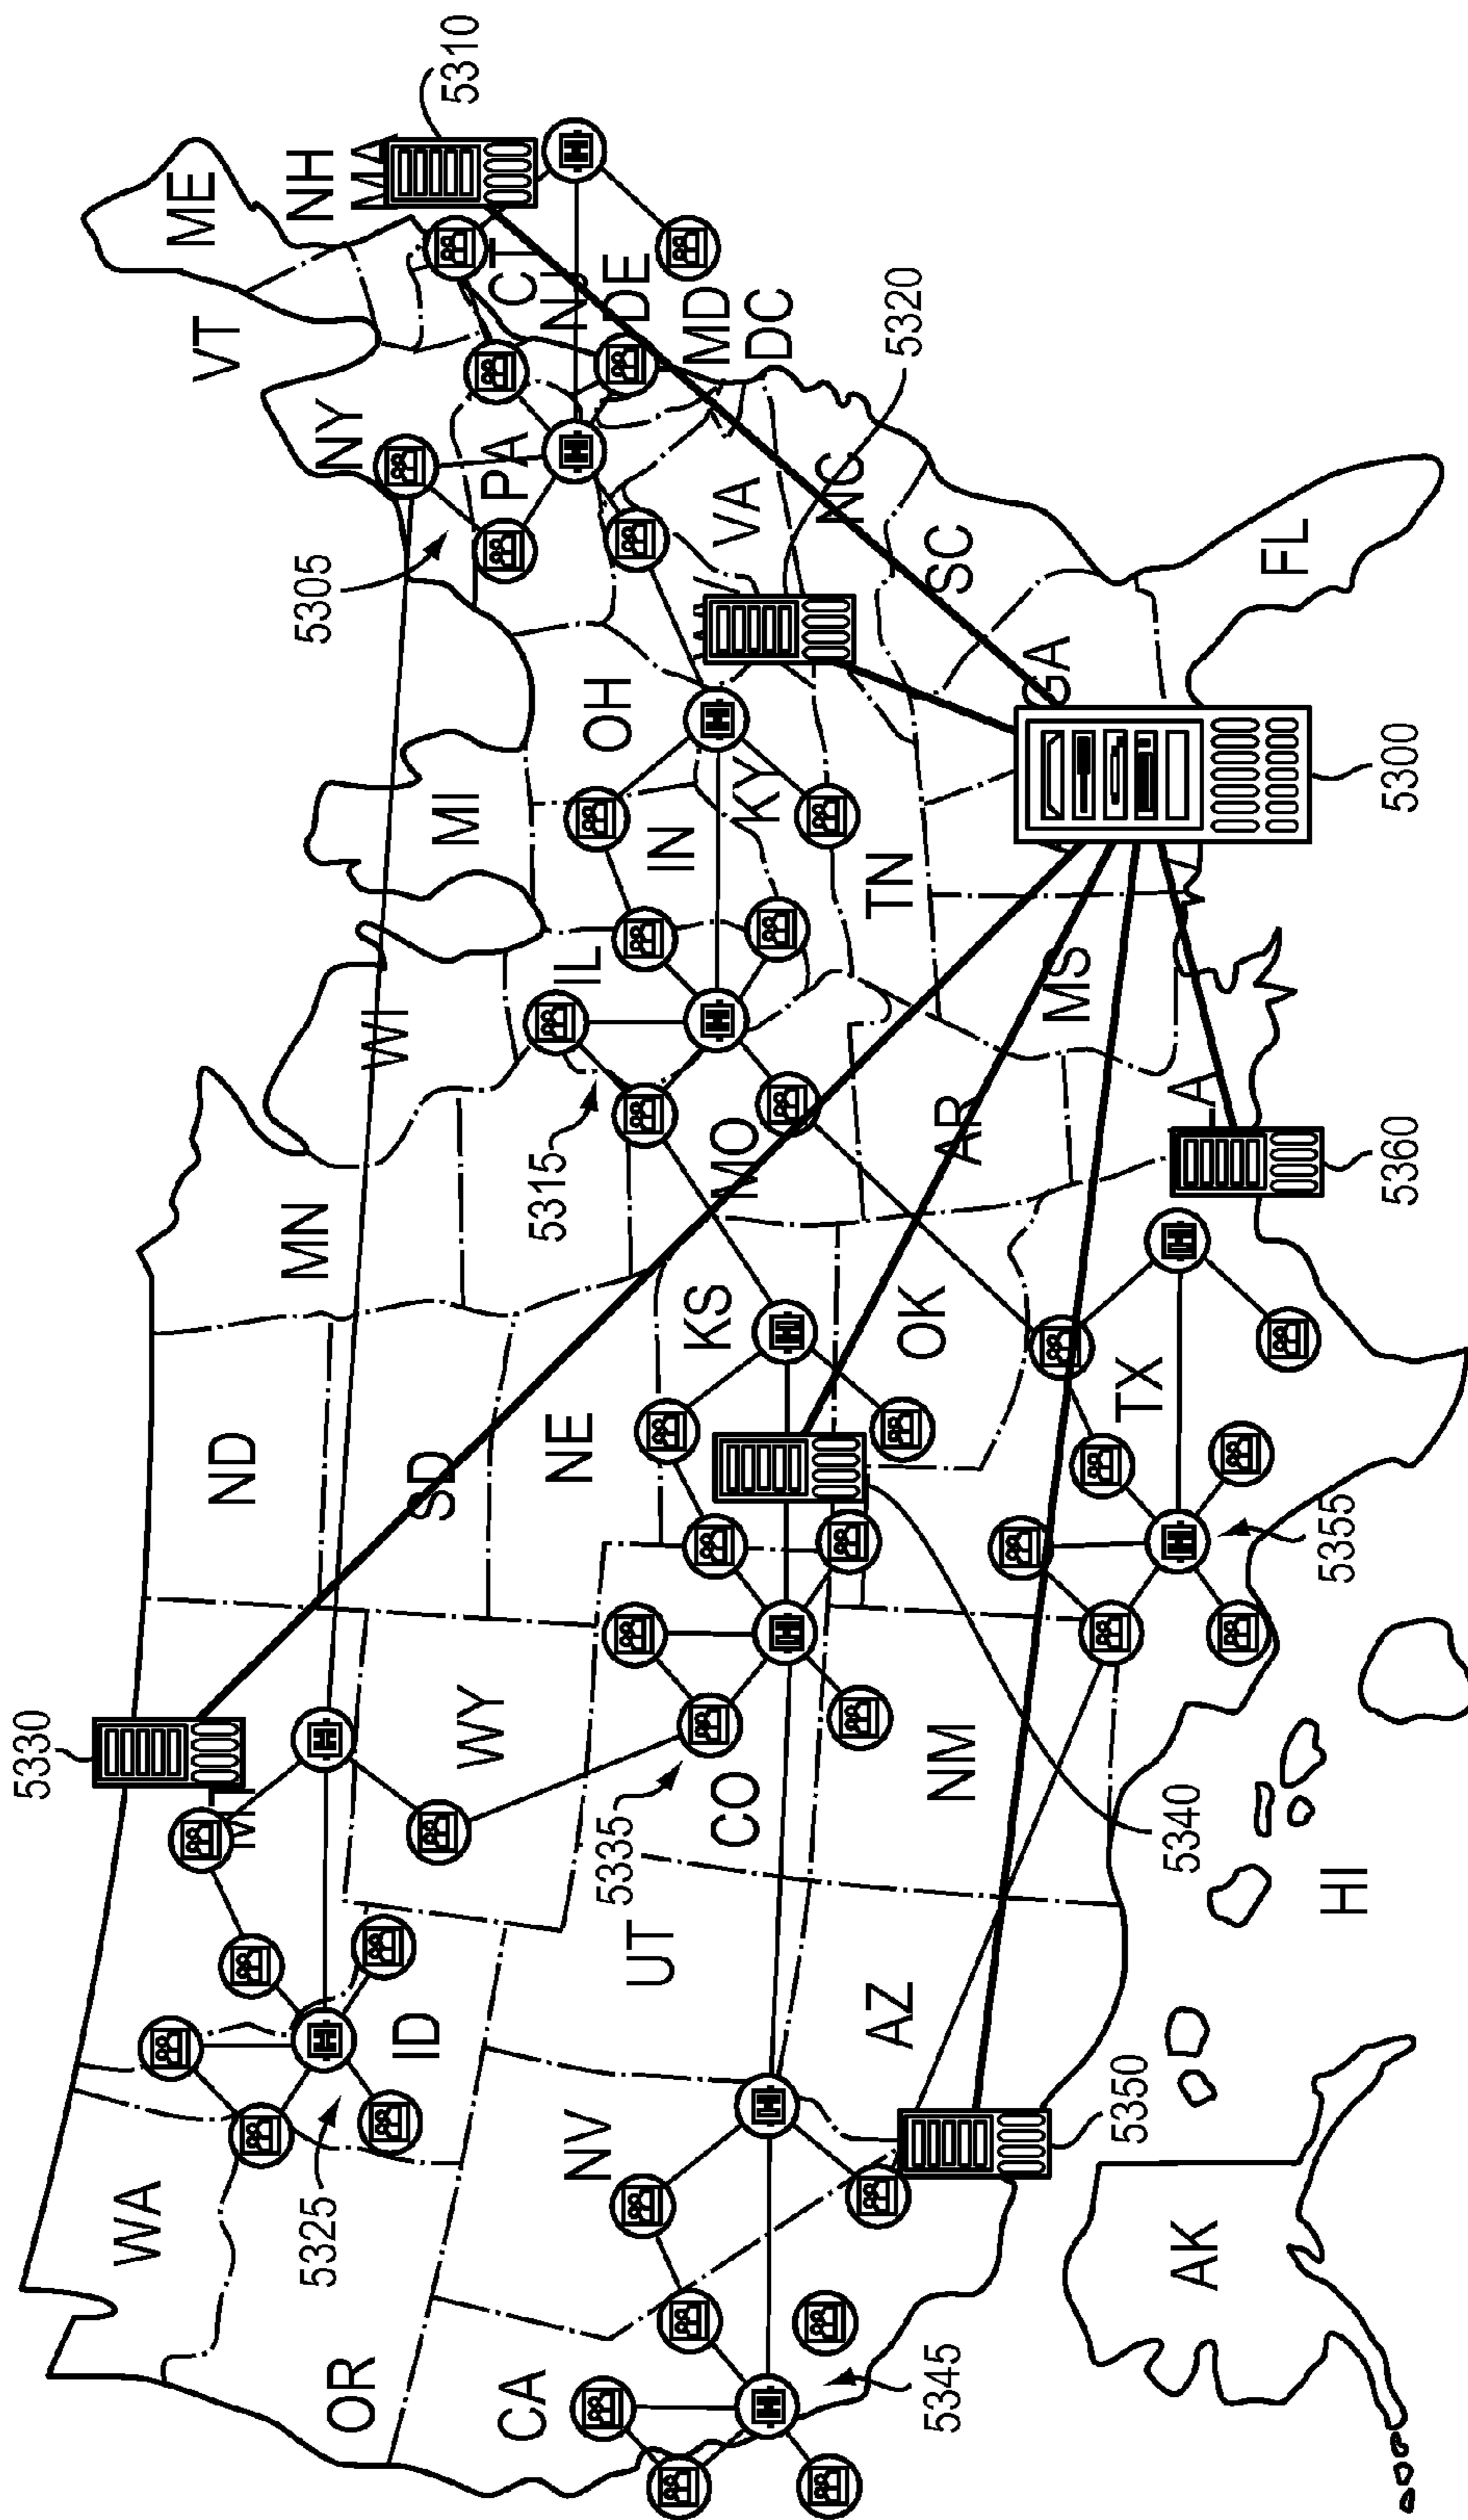 WA
OR
CA
NV
ID
UT
AZ
MT
WY
CO
NM
ND
SD
NE
KS
OK
TX
MN
WI
MO
AR
MS
IL
IN
MI
OH
KY
TN
GA
FL
SC
NC
VA
PA
NY
VT
ME
NH
MA
CT
NJ
DE
MD
DC
AK
HI
5300
5305
5310
5315
5320
5325
5330
5335
5340
5345
5350
5355
5360
H
H
H
H
H
H
H
H
H
H
H
H